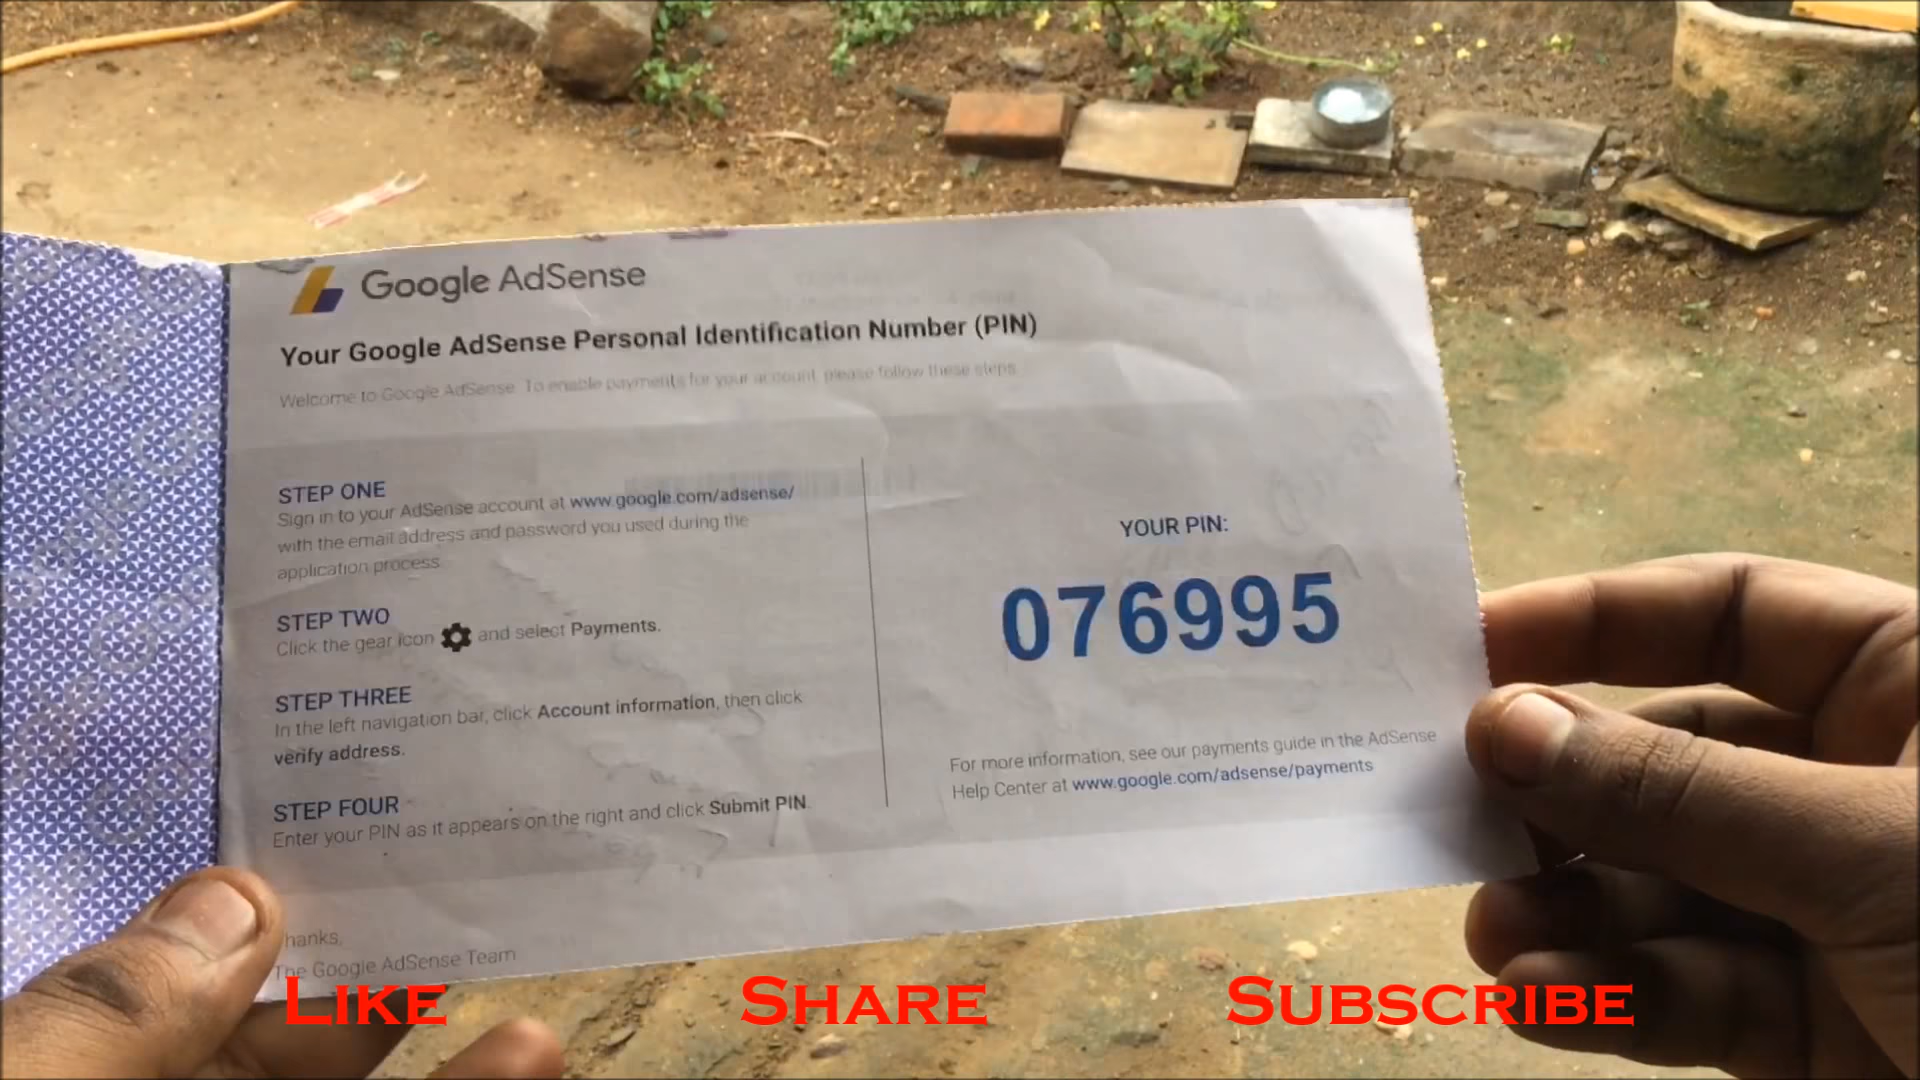 Google AdSense
Your Google AdSense Personal Identification Number (PIN)
Welcome to Google AdSense. To enable payments for your account, please follow these steps.
STEP ONE
Sign in to your AdSense account at www.google.com/adsense/
with the email address and password you used during the
application process.
STEP TWO
Click the gear icon and select Payments.
STEP THREE
In the left navigation bar, click Account information, then click
verify address.
STEP FOUR
Enter your PIN as it appears on the right and click Submit PIN.
YOUR PIN:
076995
For more information, see our payments guide in the AdSense
Help Center at www.google.com/adsense/payments
hanks,
The Google AdSense Team
LIKE SHARE SUBSCRIBE